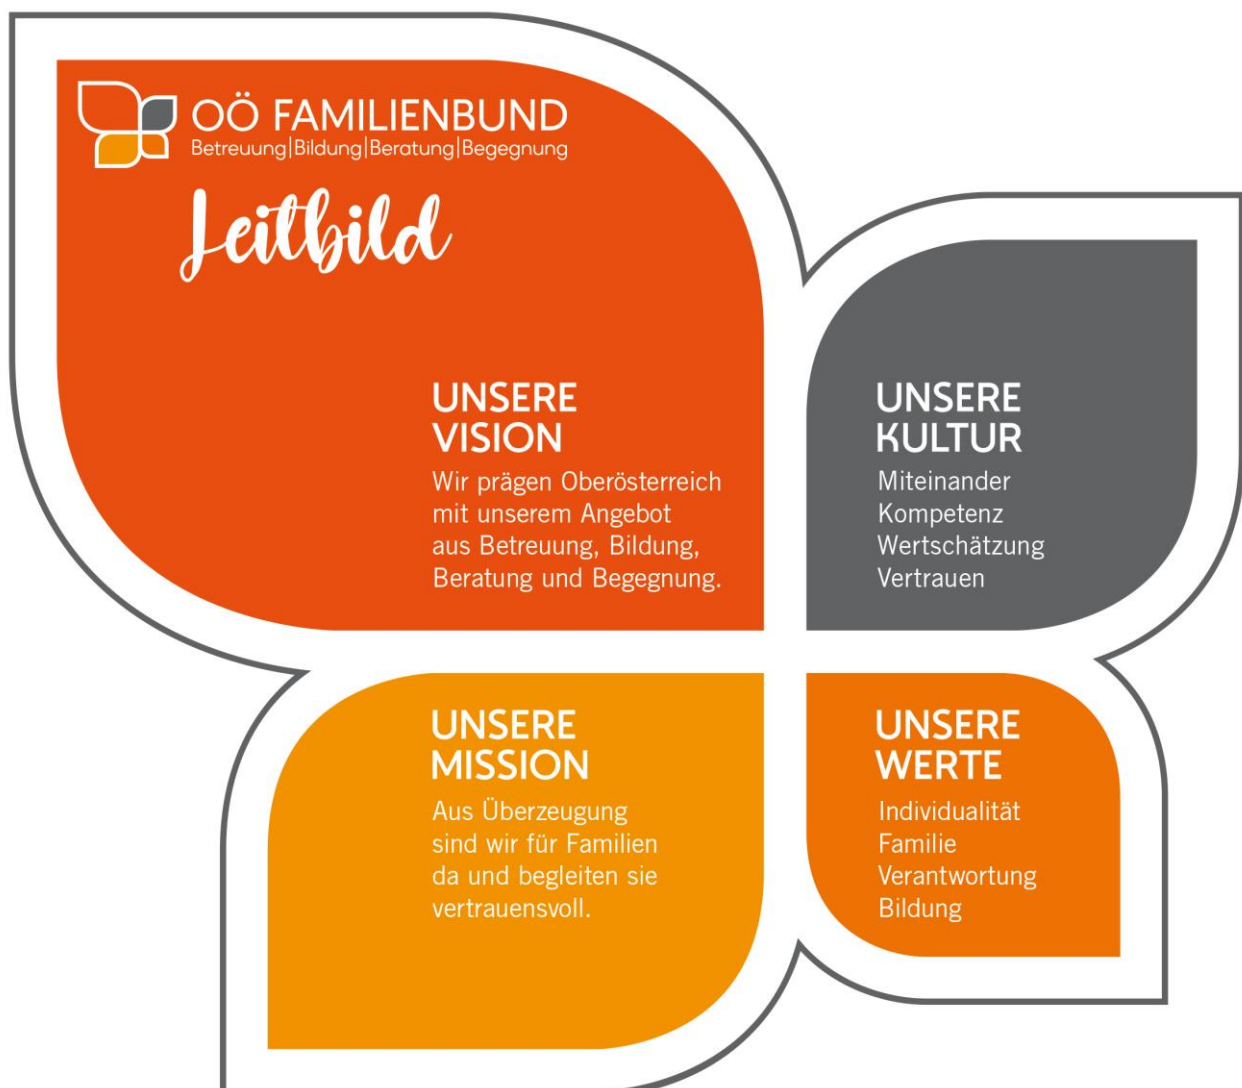 OÖ FAMILIENBUND
Betreuung|Bildung|Beratung|Begegnung
Leitbild
UNSERE
VISION
Wir prägen Oberösterreich
mit unserem Angebot
aus Betreuung, Bildung,
Beratung und Begegnung.
UNSERE
KULTUR
Miteinander
Kompetenz
Wertschätzung
Vertrauen
UNSERE
MISSION
Aus Überzeugung
sind wir für Familien
da und begleiten sie
vertrauensvoll.
UNSERE
WERTE
Individualität
Familie
Verantwortung
Bildung